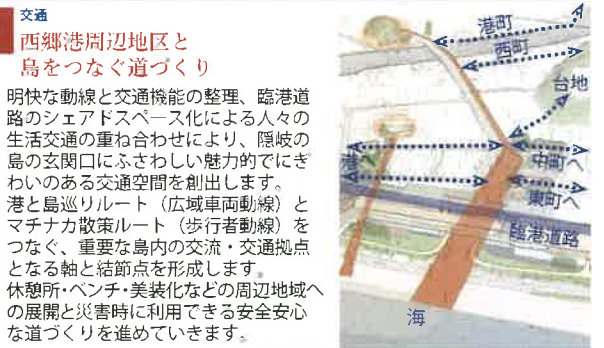 交通
西郷港周辺地区と
島をつなぐ道づくり
明快な動線と交通機能の整理、臨港道
路のシェアドスペース化による人々の
生活交通の重ね合わせにより、隠岐の
島の玄関口にふさわしい魅力的でにぎ
わいのある交通空間を創出します。
港と島巡りルート（広域車両動線）と
マチナカ散策ルート（歩行者動線）を
つなぐ、重要な島内の交流・交通拠点
となる軸と結節点を形成します。
休憩所・ベンチ・美装化などの周辺地域へ
の展開と災害時に利用できる安全安心
な道づくりを進めていきます。
港町
西町
台地
港へ
中町へ
東町へ
臨港道路
海